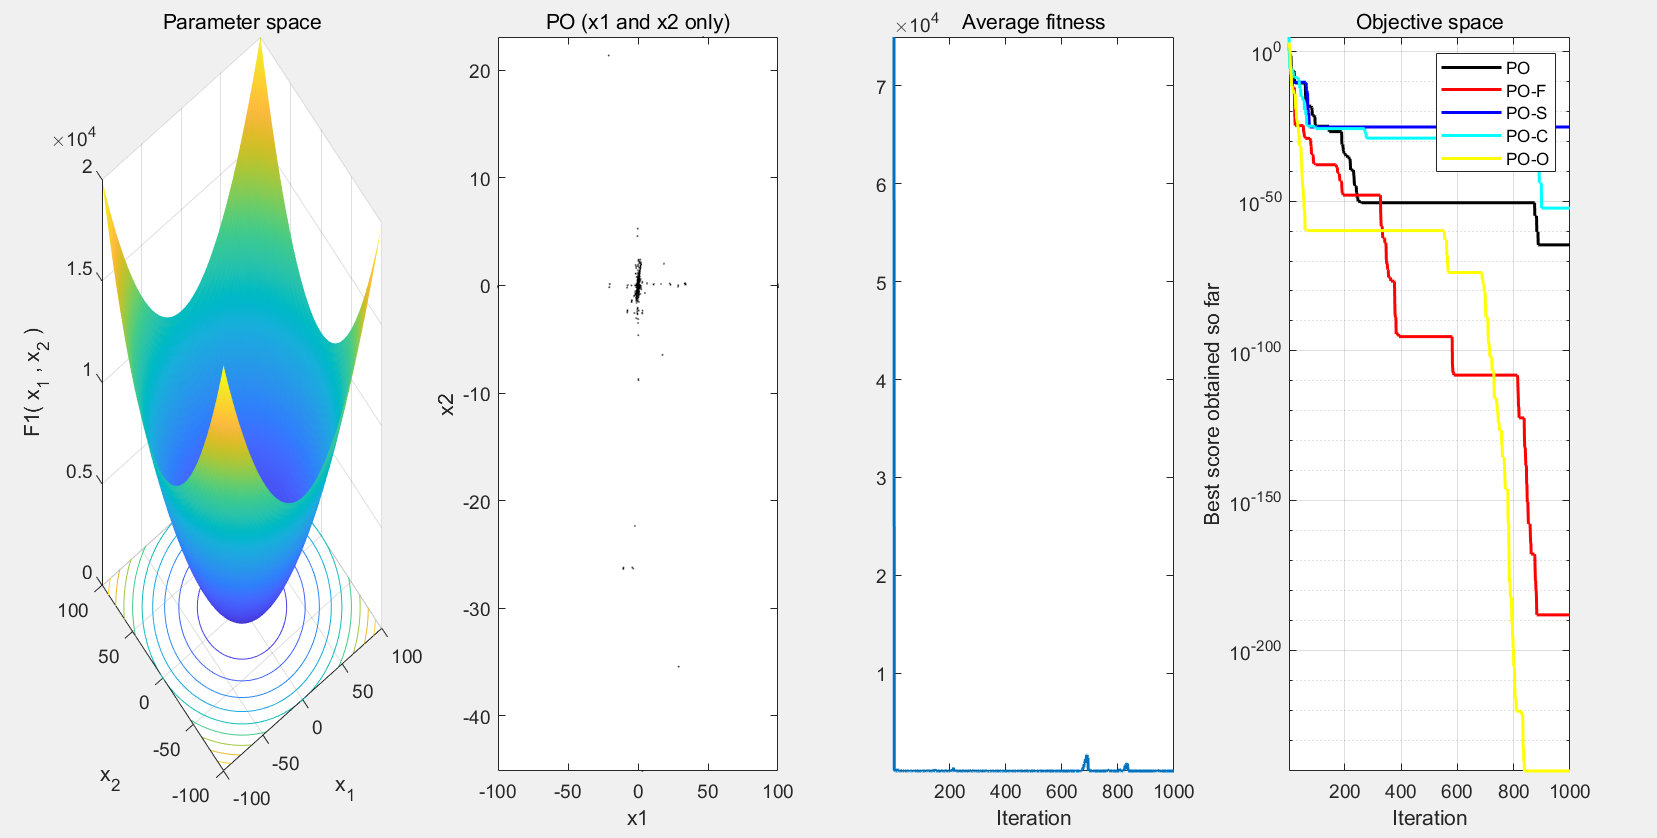 Parameter space
×10^4
2
1.5
1
0.5
0
F1( x_1 , x_2 )
100
50
0
-50
-100
x_2
-100
-50
0
50
100
x_1
PO (x1 and x2 only)
20
10
0
-10
-20
-30
-40
x2
-100 -50 0 50 100
x1
Average fitness
×10^4
7
6
5
4
3
2
1
200 400 600 800 1000
Iteration
Objective space
10^0
10^-50
10^-100
10^-150
10^-200
Best score obtained so far
PO
PO-F
PO-S
PO-C
PO-O
200 400 600 800 1000
Iteration